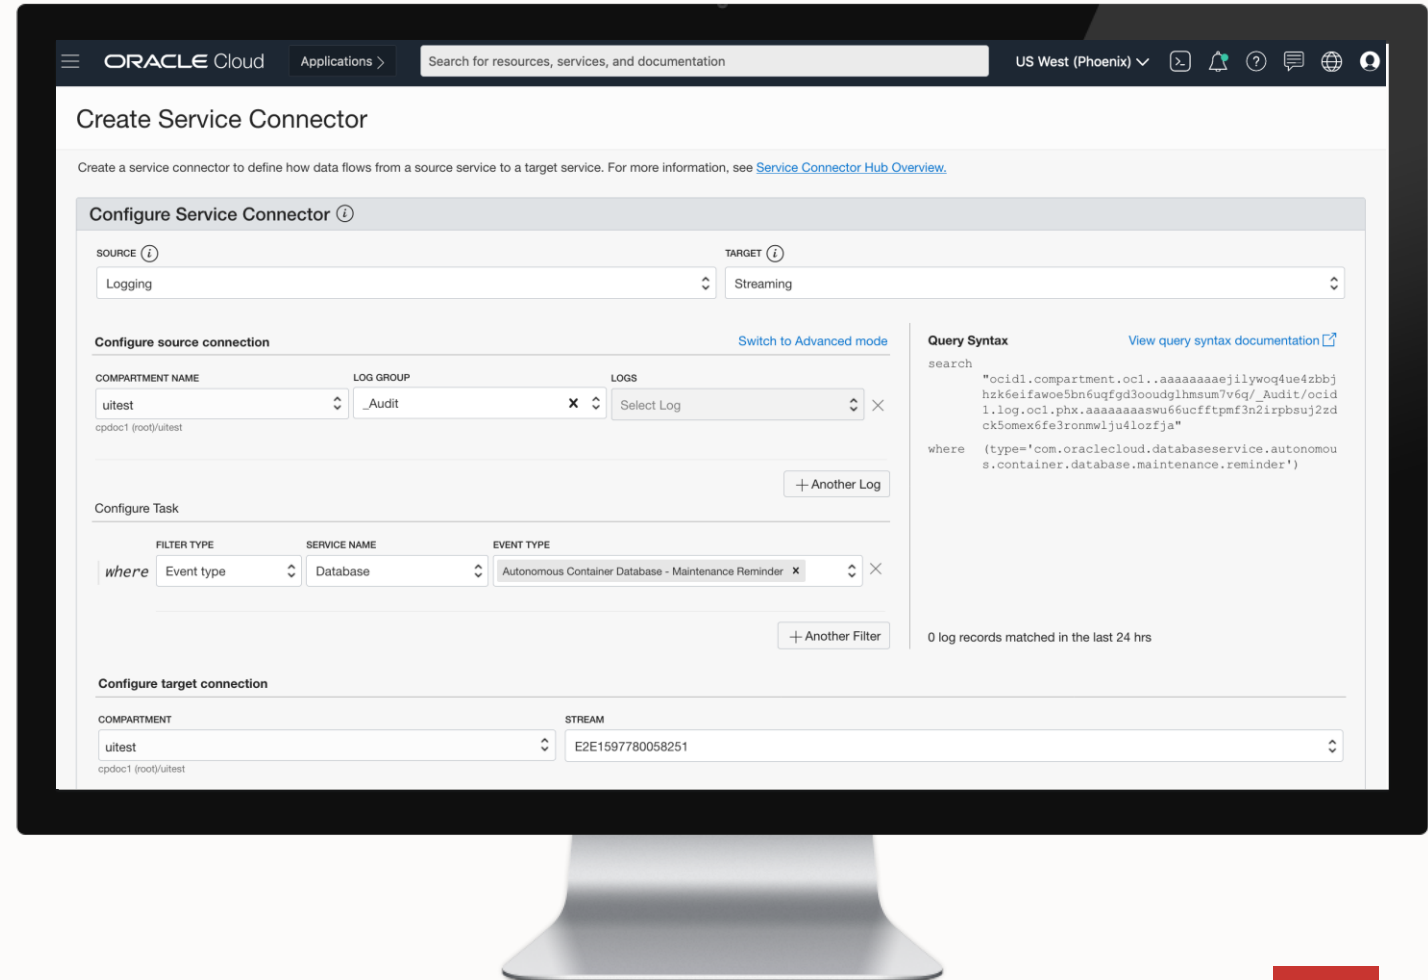 ORACLE Cloud
Applications >
Search for resources, services, and documentation
US West (Phoenix)
Create Service Connector
Create a service connector to define how data flows from a source service to a target service. For more information, see Service Connector Hub Overview.
Configure Service Connector
SOURCE
TARGET
Logging
Streaming
Configure source connection
Switch to Advanced mode
COMPARTMENT NAME
LOG GROUP
LOGS
uitest
_Audit
Select Log
cpdoc1 (root)/uitest
+ Another Log
Configure Task
FILTER TYPE
SERVICE NAME
EVENT TYPE
where
Event type
Database
Autonomous Container Database - Maintenance Reminder
+ Another Filter
Query Syntax
View query syntax documentation
search
"ocid1.compartment.oc1..aaaaaaaaejilywoq4ue4zbbj
hzk6eifawoe5bn6uqfgd3ooudglhmsum7v6q/_Audit/ocid
1.log.oc1.phx.aaaaaaaaswu66ucfftpmf3n2irpbsuj2zd
ck5omex6fe3ronmwlju4lozfja"
where (type='com.oraclecloud.databaseservice.autonomou
s.container.database.maintenance.reminder')
0 log records matched in the last 24 hrs
Configure target connection
COMPARTMENT
STREAM
uitest
E2E1597780058251
cpdoc1 (root)/uitest